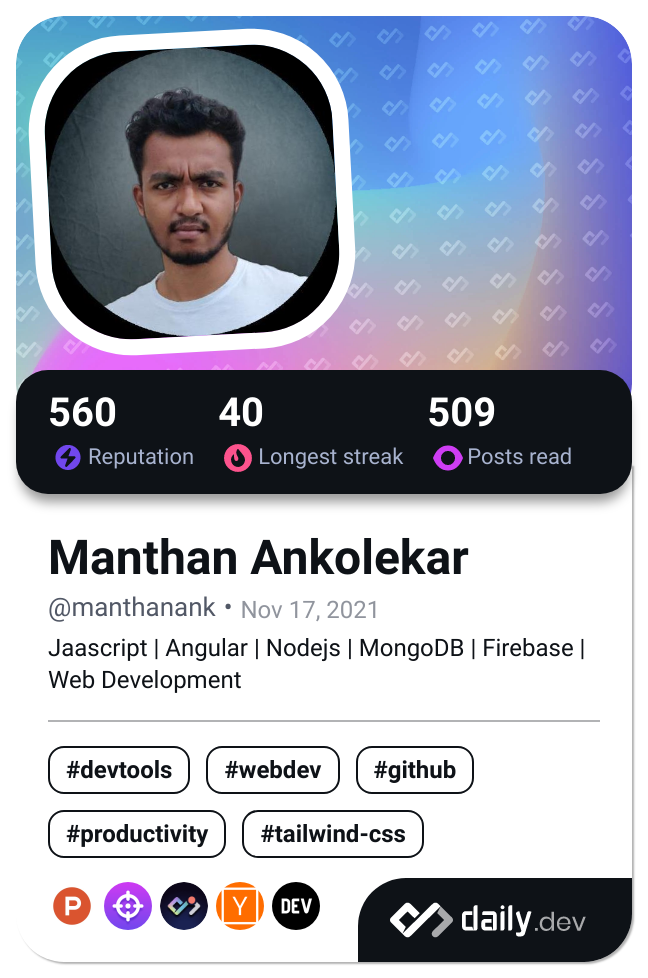 560 40 509
Reputation Longest streak Posts read
Manthan Ankolekar
@manthanank • Nov 17, 2021
Jaascript | Angular | Nodejs | MongoDB | Firebase |
Web Development
#devtools #webdev #github
#productivity #tailwind-css
P Y DEV
daily.dev